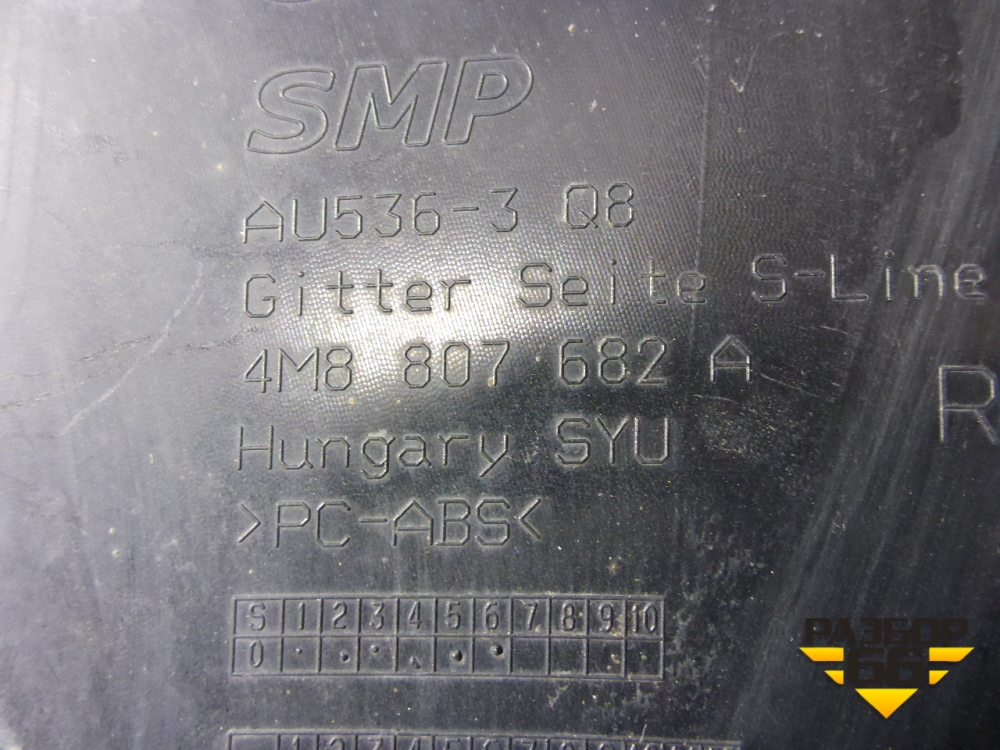 SMP
AU536-3 Q8
Gitter Seite S-Line
4M8 807 682 A
R
Hungary SYU
>PC-ABS<
S 1 2 3 4 5 6 7 8 9 10
0
РАЗБОР
66